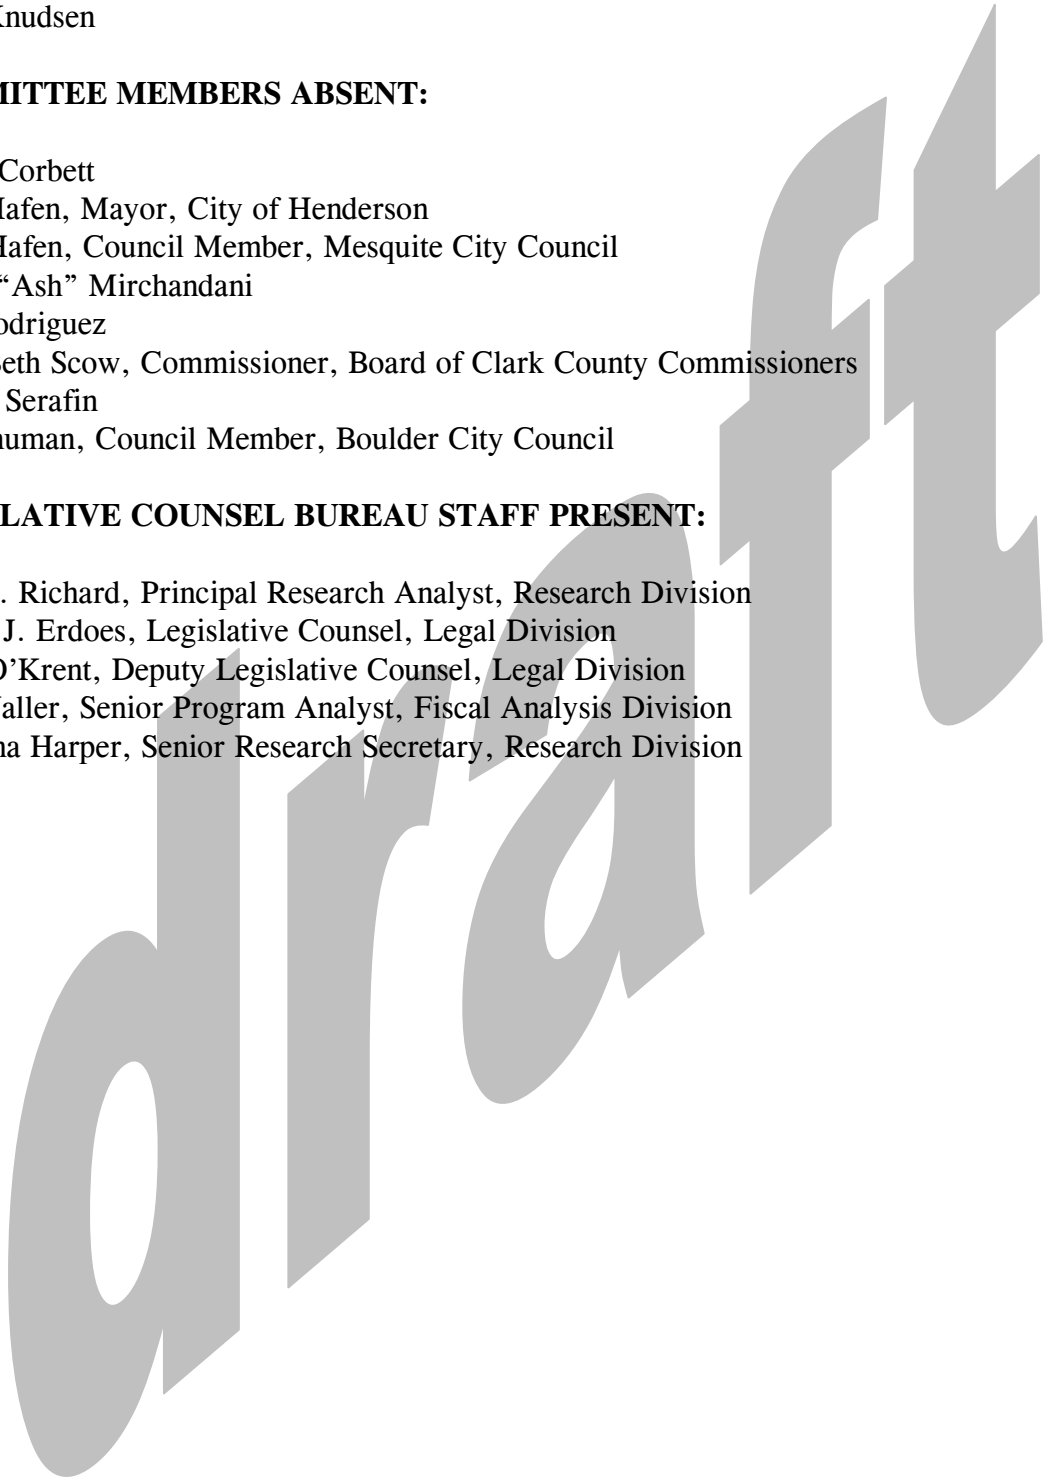 Knudsen
MITTEE MEMBERS ABSENT:
Corbett
Hafen, Mayor, City of Henderson
Hafen, Council Member, Mesquite City Council
“Ash” Mirchandani
odriguez
Beth Scow, Commissioner, Board of Clark County Commissioners
Serafin
human, Council Member, Boulder City Council
LATIVE COUNSEL BUREAU STAFF PRESENT:
. Richard, Principal Research Analyst, Research Division
J. Erdoes, Legislative Counsel, Legal Division
O’Krent, Deputy Legislative Counsel, Legal Division
aller, Senior Program Analyst, Fiscal Analysis Division
na Harper, Senior Research Secretary, Research Division
draft